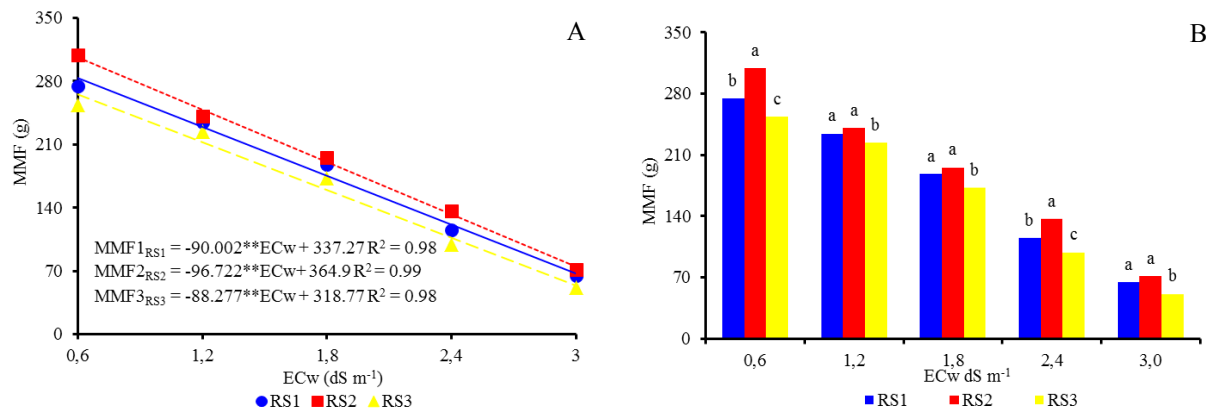 A
MMF (g)
350
280
210
140
70
0
MMF1RS1 = -90.002**ECw + 337.27 R² = 0.98
MMF2RS2 = -96.722**ECw + 364.9 R² = 0.99
MMF3RS3 = -88.277**ECw + 318.77 R² = 0.98
0,6 1,2 1,8 2,4 3
ECw (dS m⁻¹)
RS1 RS2 RS3
B
MMF (g)
350
280
210
140
70
0
b a c a a b a a b b a c a a b
0,6 1,2 1,8 2,4 3,0
ECw dS m⁻¹
RS1 RS2 RS3